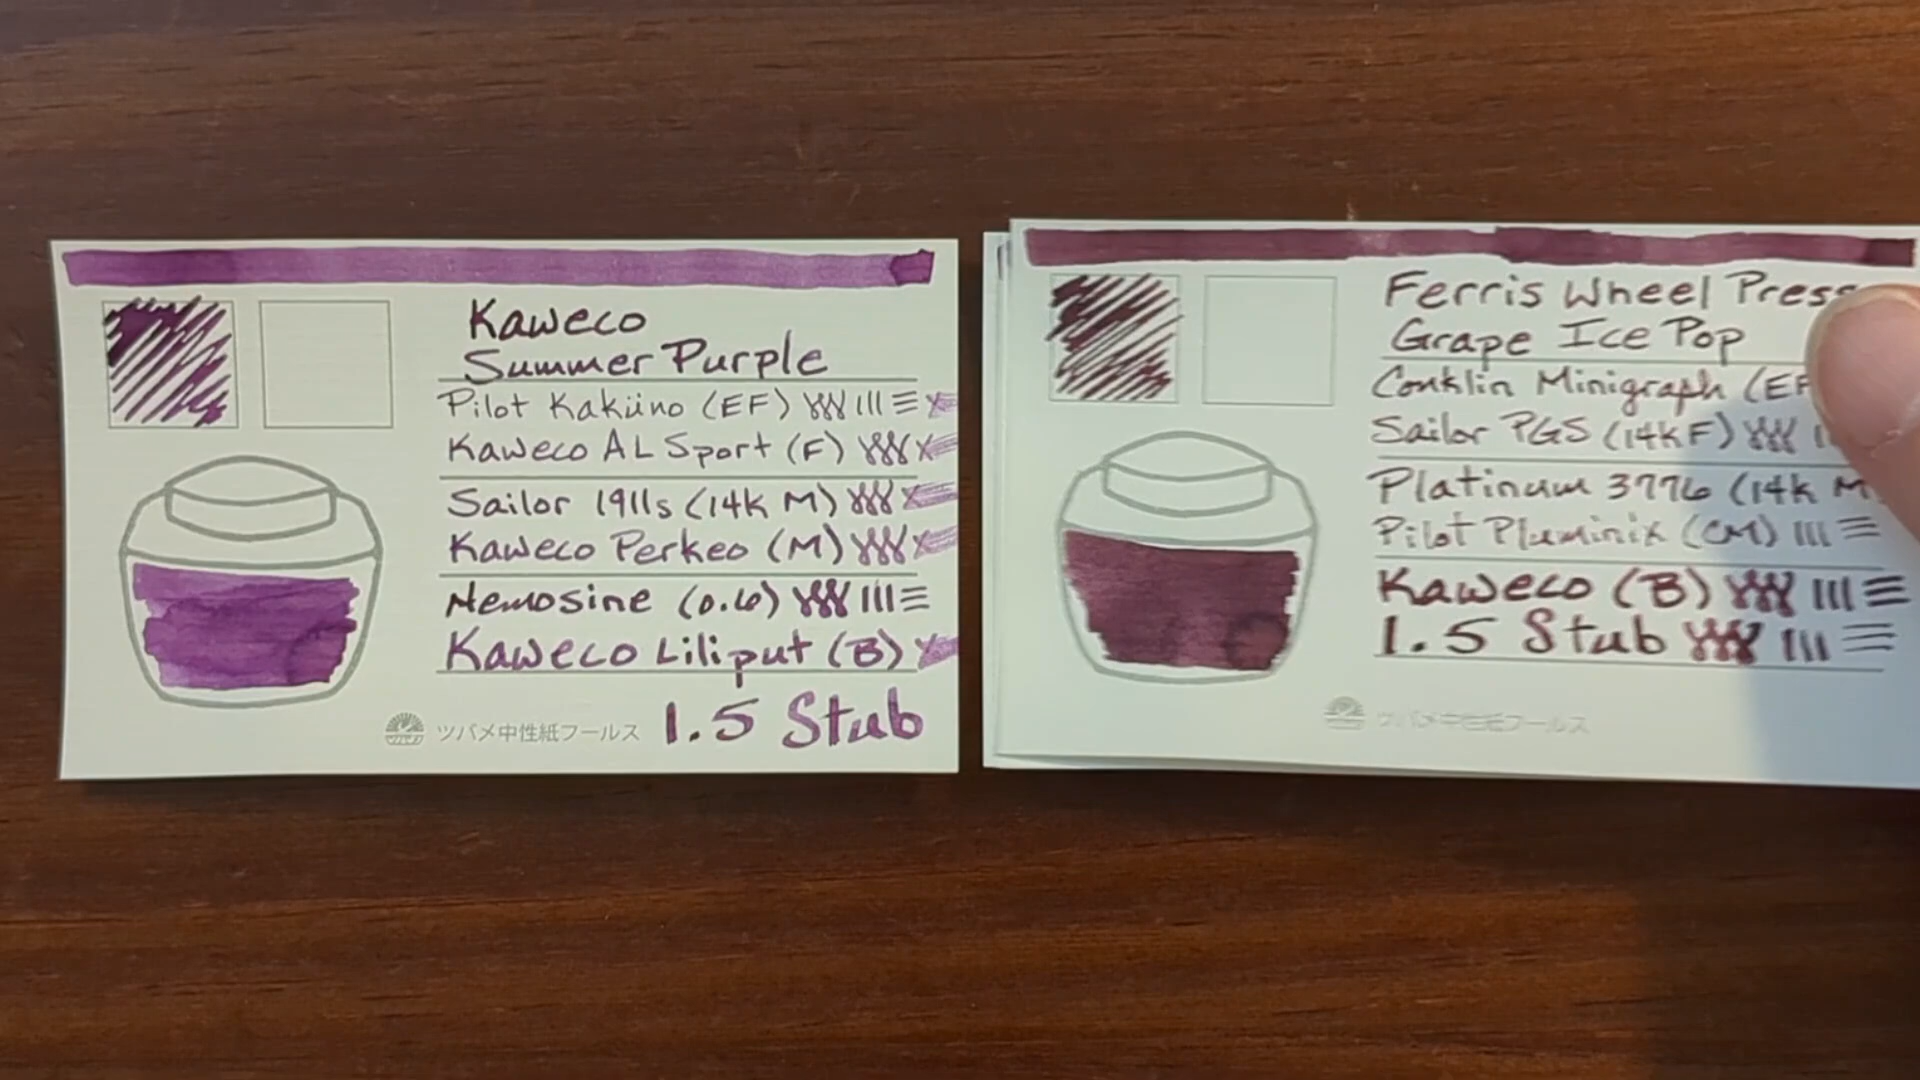 Kaweco
Summer Purple
Pilot Kaküno (EF)
Kaweco AL Sport (F)
Sailor 1911s (14k M)
Kaweco Perkeo (M)
Nemosine (0.6)
Kaweco Liliput (B)
1.5 Stub
ツバメ中性紙フールス
Ferris Wheel Press
Grape Ice Pop
Conklin Minigraph (EF
Sailor PGS (14k F)
Platinum 3776 (14k M
Pilot Pluminix (CM)
Kaweco (B)
1.5 Stub
ツバメ中性紙フールス